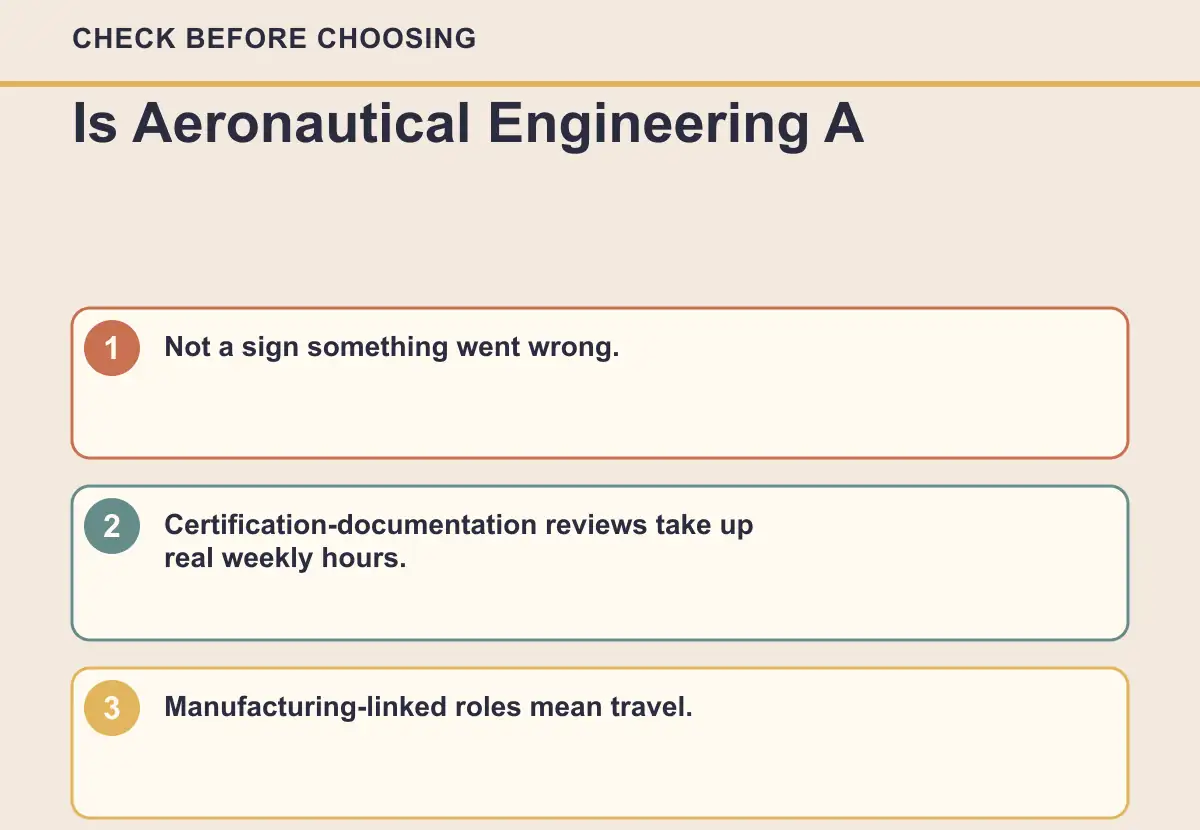 CHECK BEFORE CHOOSING
Is Aeronautical Engineering A
1
Not a sign something went wrong.
2
Certification-documentation reviews take up
real weekly hours.
3
Manufacturing-linked roles mean travel.